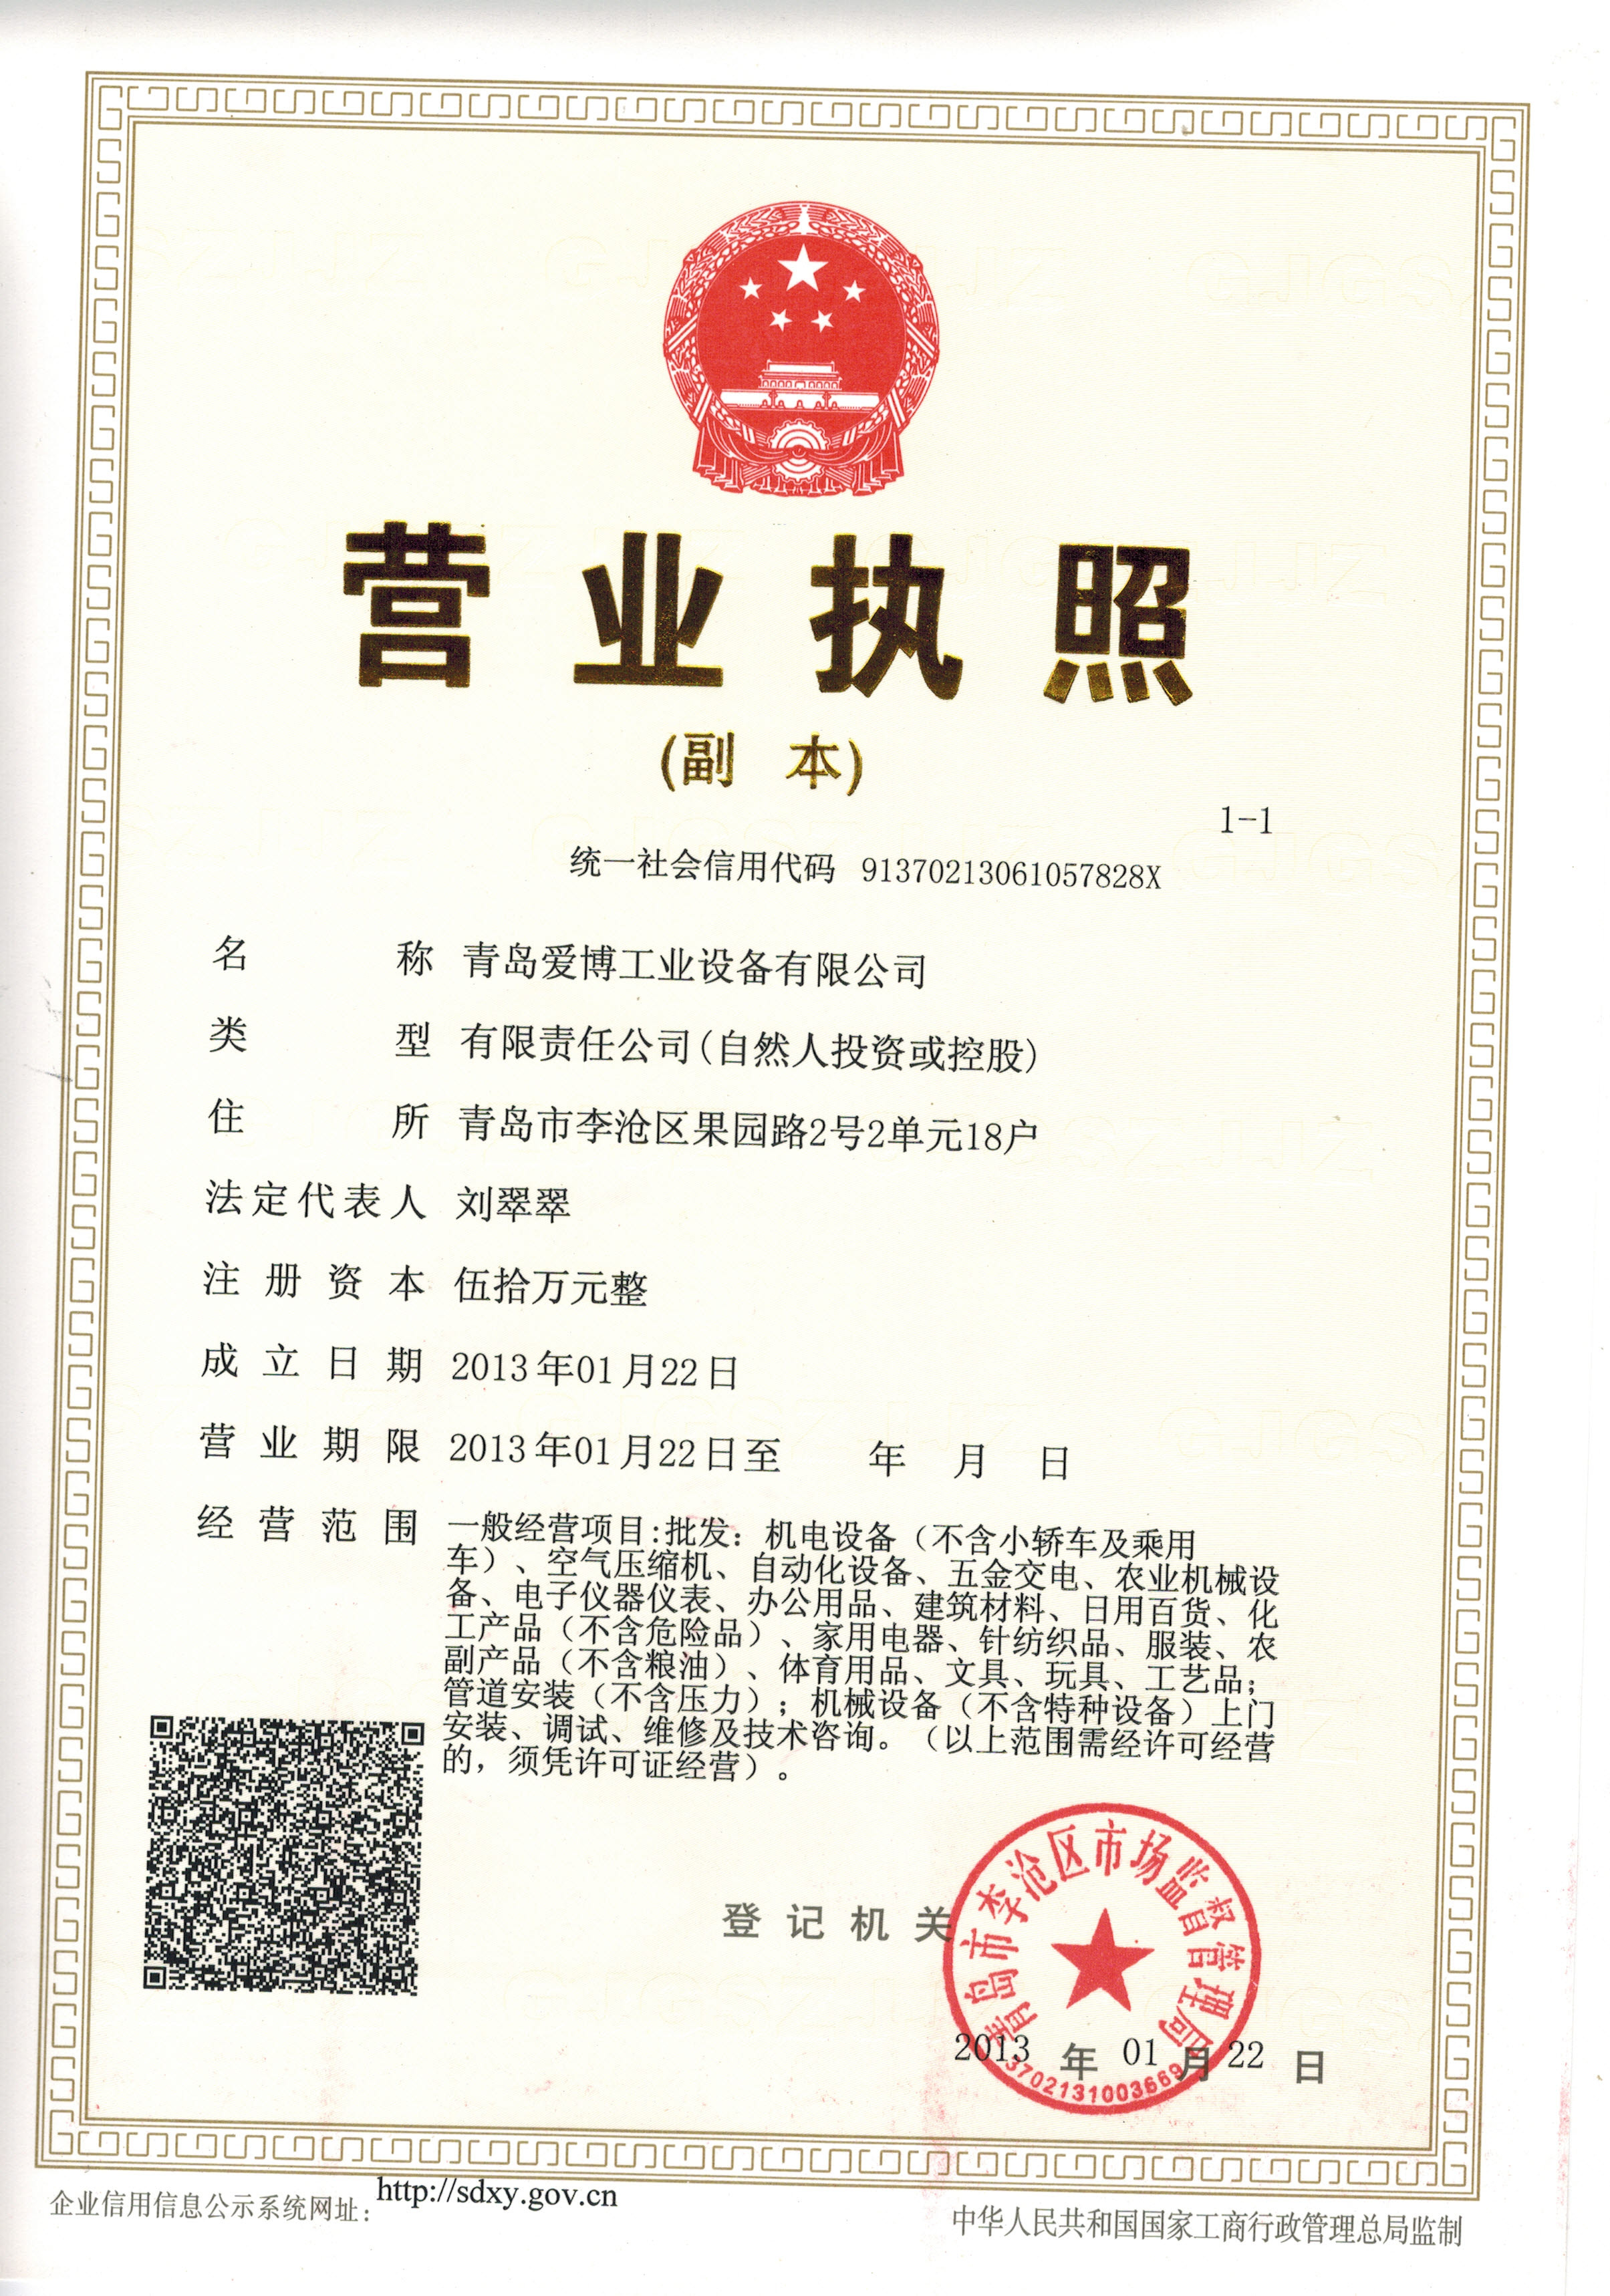 营业执照
(副 本)
1-1
统一社会信用代码 91370213061057828X
名 称 青岛爱博工业设备有限公司
类 型 有限责任公司(自然人投资或控股)
住 所 青岛市李沧区果园路2号2单元18户
法定代表人 刘翠翠
注册资本 伍拾万元整
成立日期 2013年01月22日
营业期限 2013年01月22日至 年 月 日
经营范围 一般经营项目:批发：机电设备（不含小轿车及乘用
车）、空气压缩机、自动化设备、五金交电、农业机械设
备、电子仪器仪表、办公用品、建筑材料、日用百货、化
工产品（不含危险品）、家用电器、针纺织品、服装、农
副产品（不含粮油）、体育用品、文具、玩具、工艺品；
管道安装（不含压力）；机械设备（不含特种设备）上门
安装、调试、维修及技术咨询。（以上范围需经许可经营
的，须凭许可证经营）。
登记机关
青岛市李沧区市场监督管理局
2013 年 01 月 22 日
3702131003669
企业信用信息公示系统网址： http://sdxy.gov.cn
中华人民共和国国家工商行政管理总局监制